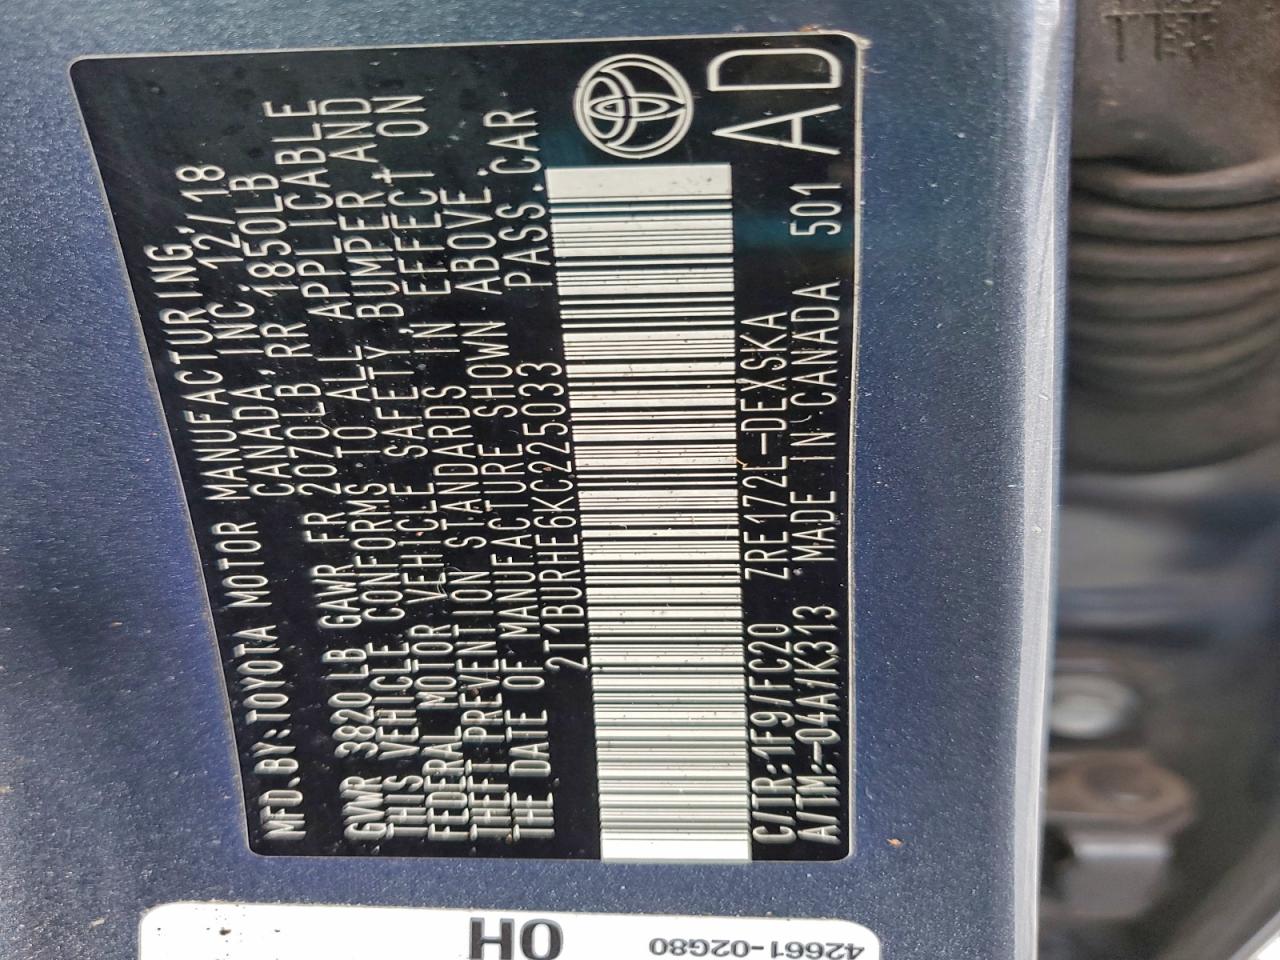 MFD.BY:TOYOTA MOTOR MANUFACTURING,
CANADA, INC. 12/18
GVWR 3820 LB GAWR FR 2070LB, RR 1850LB
THIS VEHICLE CONFORMS TO ALL APPLICABLE
FEDERAL MOTOR VEHICLE SAFETY, BUMPER, AND
THEFT PREVENTION STANDARDS IN EFFECT ON
THE DATE OF MANUFACTURE SHOWN ABOVE.
2T1BURHE6KC225033 PASS.CAR
C/TR:1F9/FC20 ZRE172L-DEXSKA
A/TM:-04A/K313 *MADE IN CANADA 501 AD
42661-02G80
OH